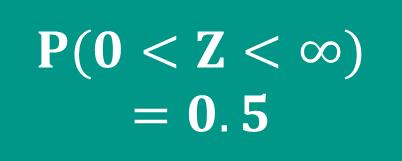 P(0 < Z < ∞)
= 0.5